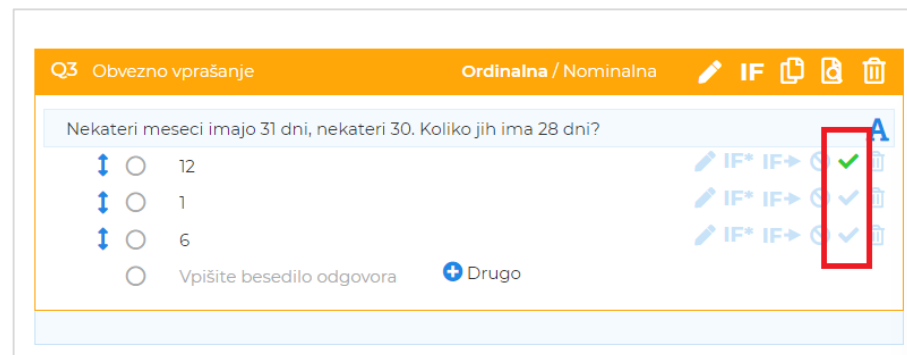 Q3 Obvezno vprašanje Ordinalna / Nominalna IF
Nekateri meseci imajo 31 dni, nekateri 30. Koliko jih ima 28 dni? A
12 IF* IF
1 IF* IF
6 IF* IF
Vpišite besedilo odgovora Drugo